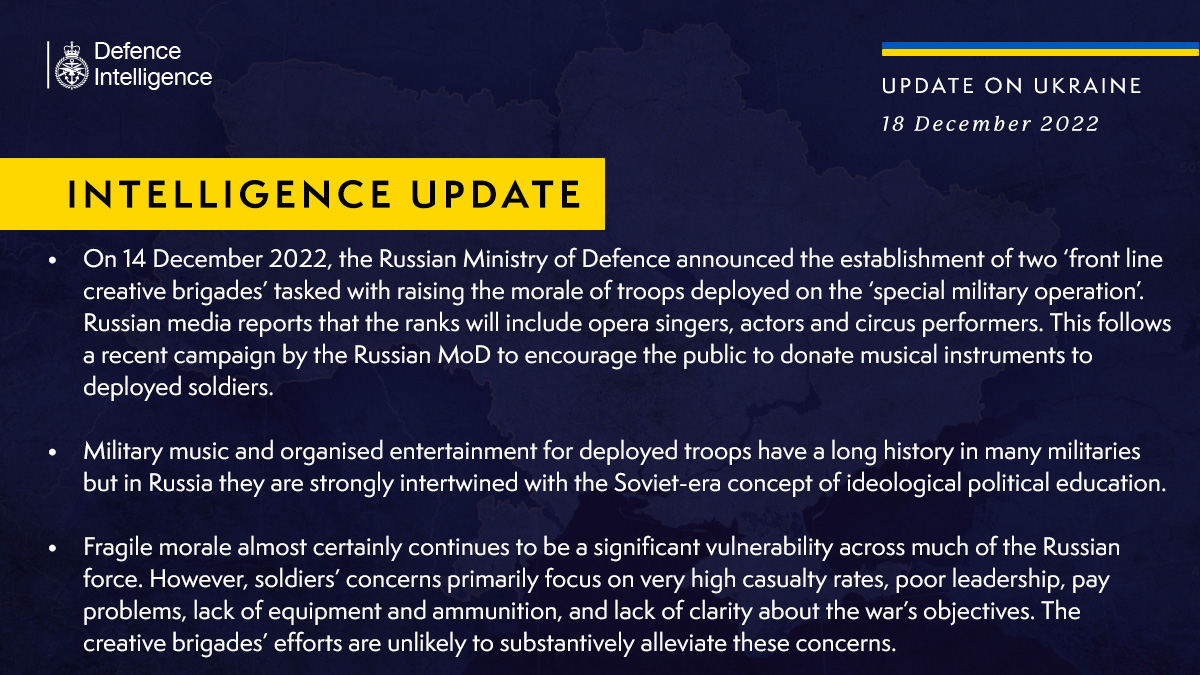 Defence
Intelligence
UPDATE ON UKRAINE
18 December 2022
INTELLIGENCE UPDATE
• On 14 December 2022, the Russian Ministry of Defence announced the establishment of two ‘front line
creative brigades’ tasked with raising the morale of troops deployed on the ‘special military operation’.
Russian media reports that the ranks will include opera singers, actors and circus performers. This follows
a recent campaign by the Russian MoD to encourage the public to donate musical instruments to
deployed soldiers.
• Military music and organised entertainment for deployed troops have a long history in many militaries
but in Russia they are strongly intertwined with the Soviet-era concept of ideological political education.
• Fragile morale almost certainly continues to be a significant vulnerability across much of the Russian
force. However, soldiers’ concerns primarily focus on very high casualty rates, poor leadership, pay
problems, lack of equipment and ammunition, and lack of clarity about the war’s objectives. The
creative brigades’ efforts are unlikely to substantively alleviate these concerns.